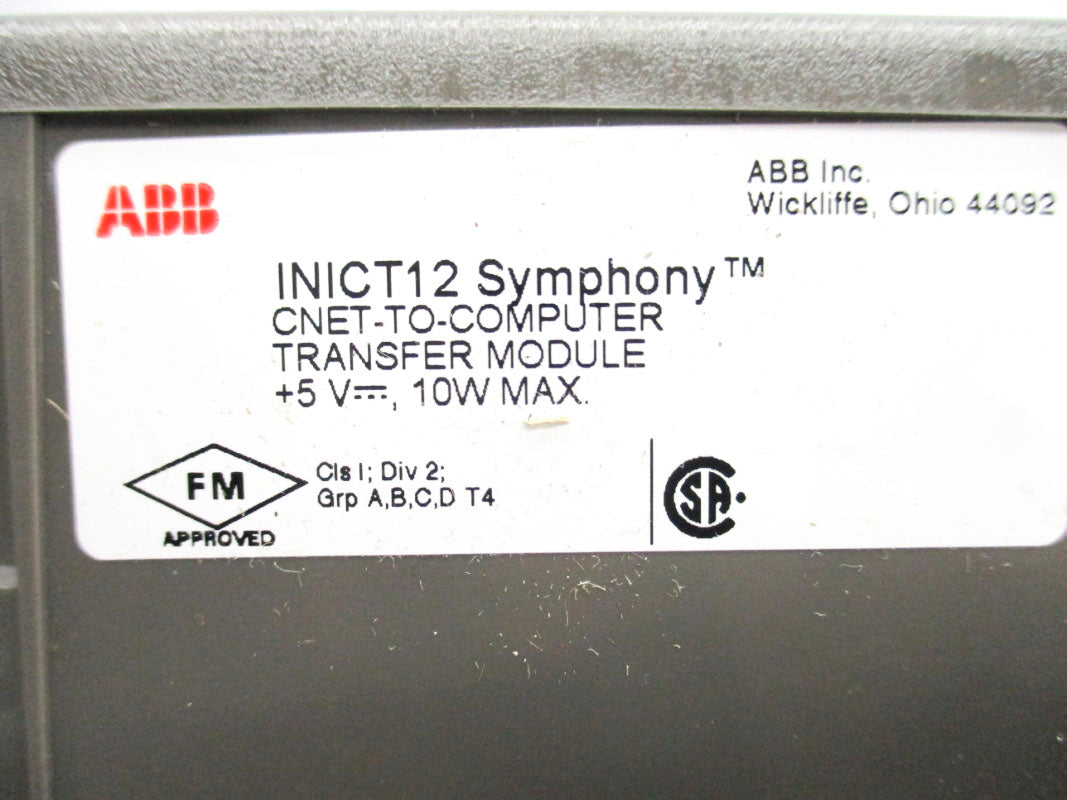 ABB
ABB Inc.
Wickliffe, Ohio 44092
INICT12 Symphony™
CNET-TO-COMPUTER
TRANSFER MODULE
+5 V⎓, 10W MAX.
FM
APPROVED
Cls I; Div 2;
Grp A,B,C,D T4
CSA